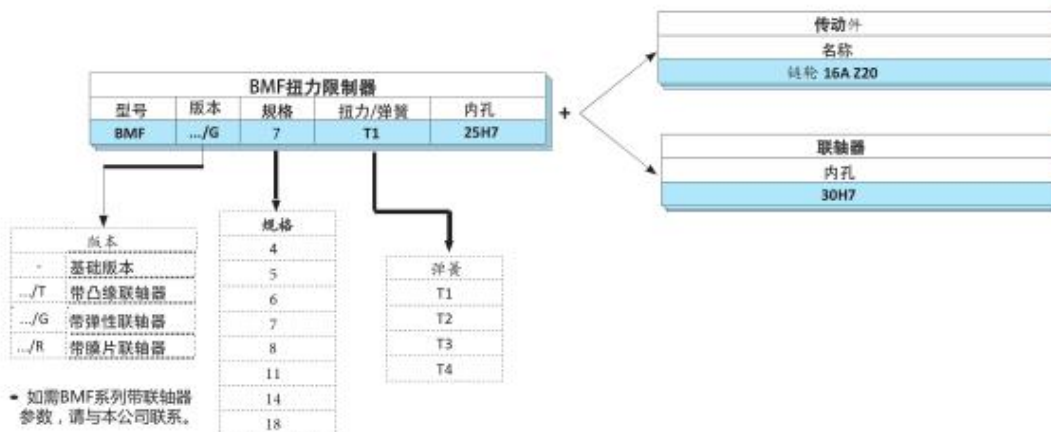 传动件
名称
链轮 16A Z20
BMF扭力限制器
型号 版本 规格 扭力/弹簧 内孔
BMF .../G 7 T1 25H7
+
联轴器
内孔
30H7
版本
- 基础版本
.../T 带凸缘联轴器
.../G 带弹性联轴器
.../R 带膜片联轴器
规格
4
5
6
7
8
11
14
18
弹簧
T1
T2
T3
T4
• 如需BMF系列带联轴器
参数，请与本公司联系。